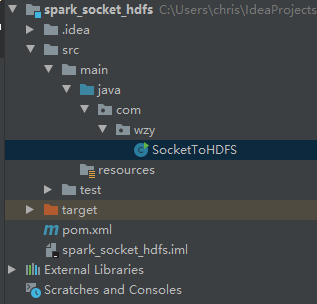 spark_socket_hdfs C:\Users\chris\IdeaProjects
.idea
src
main
java
com
wzy
SocketToHDFS
resources
test
target
pom.xml
spark_socket_hdfs.iml
External Libraries
Scratches and Consoles